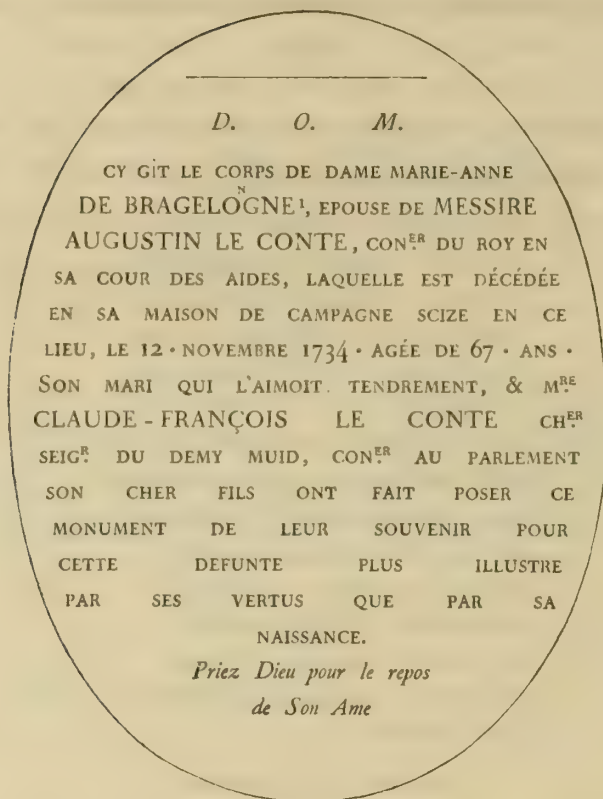 D. O. M.
CY GiT LE CORPS DE DAME MARIE-ANNE
DE BRAGELOⁿGNE¹, EPOUSE DE MESSIRE
AUGUSTIN LE CONTE, CONᴱᴿ DU ROY EN
SA COUR DES AIDES, LAQUELLE EST DÉCÉDÉE
EN SA MAISON DE CAMPAGNE SCIZE EN CE
LIEU, LE 12 • NOVEMBRE 1734 • AGÉE DE 67 • ANS •
SON MARI QUI L'AIMOIT TENDREMENT, & Mᴿᴱ
CLAUDE-FRANÇOIS LE CONTE CHᴱᴿ
SEIGᴿ DU DEMY MUID, CONᴱᴿ AU PARLEMENT
SON CHER FILS ONT FAIT POSER CE
MONUMENT DE LEUR SOUVENIR POUR
CETTE DEFUNTE PLUS ILLUSTRE
PAR SES VERTUS QUE PAR SA
NAISSANCE.
Priez Dieu pour le repos
de Son Ame